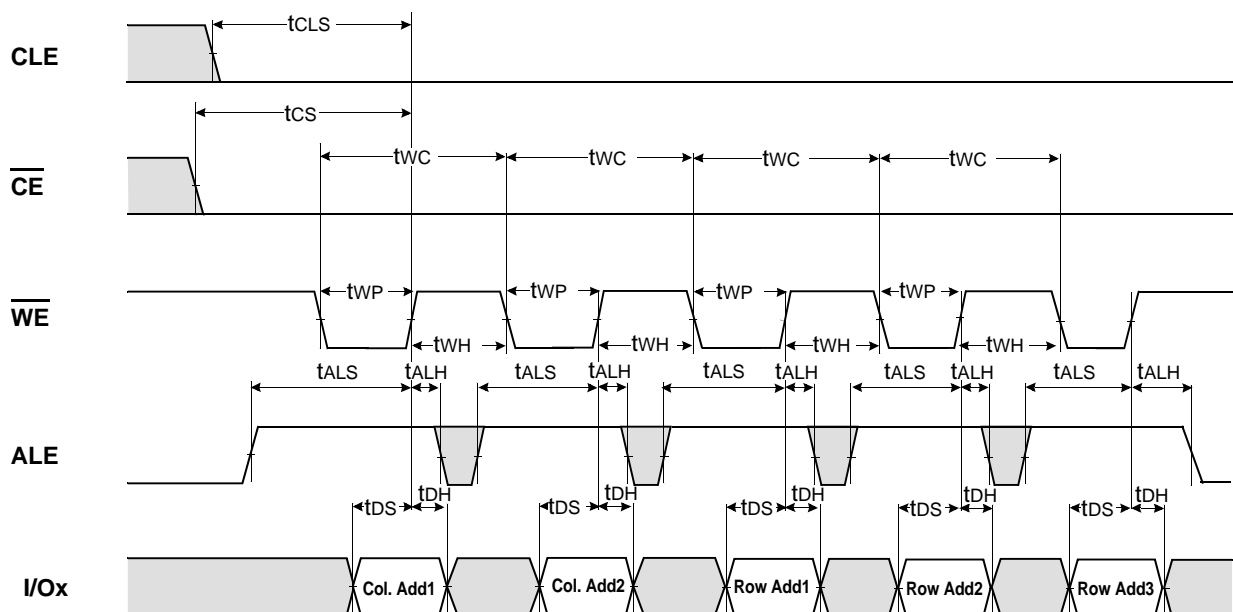 tCLS
CLE
tCS
tWC tWC tWC tWC
CE
tWP tWP tWP tWP
WE
tWH tWH tWH tWH
tALS tALH tALS tALH tALS tALH tALS tALH tALS tALH
ALE
tDS tDH tDS tDH tDS tDH tDS tDH tDS tDH
I/Ox Col. Add1 Col. Add2 Row Add1 Row Add2 Row Add3